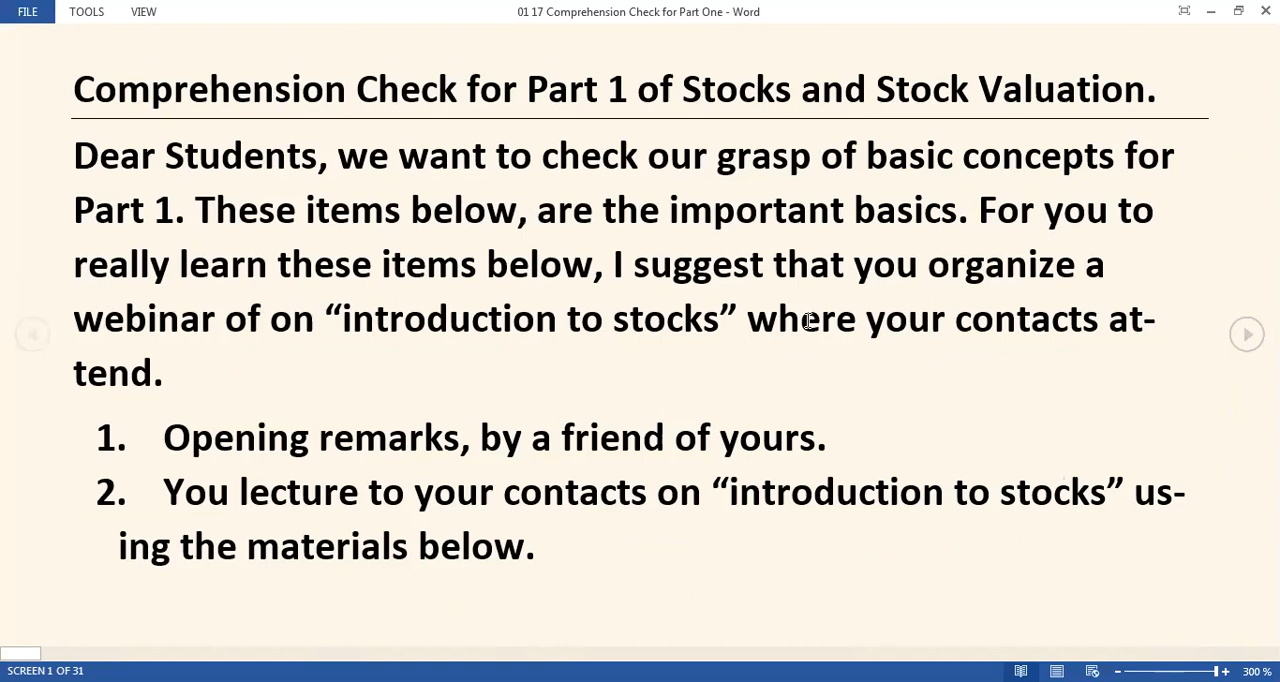 FILE TOOLS VIEW 01 17 Comprehension Check for Part One - Word
Comprehension Check for Part 1 of Stocks and Stock Valuation.
Dear Students, we want to check our grasp of basic concepts for
Part 1. These items below, are the important basics. For you to
really learn these items below, I suggest that you organize a
webinar of on “introduction to stocks” where your contacts at-
tend.
1. Opening remarks, by a friend of yours.
2. You lecture to your contacts on “introduction to stocks” us-
ing the materials below.
SCREEN 1 OF 31 300 %